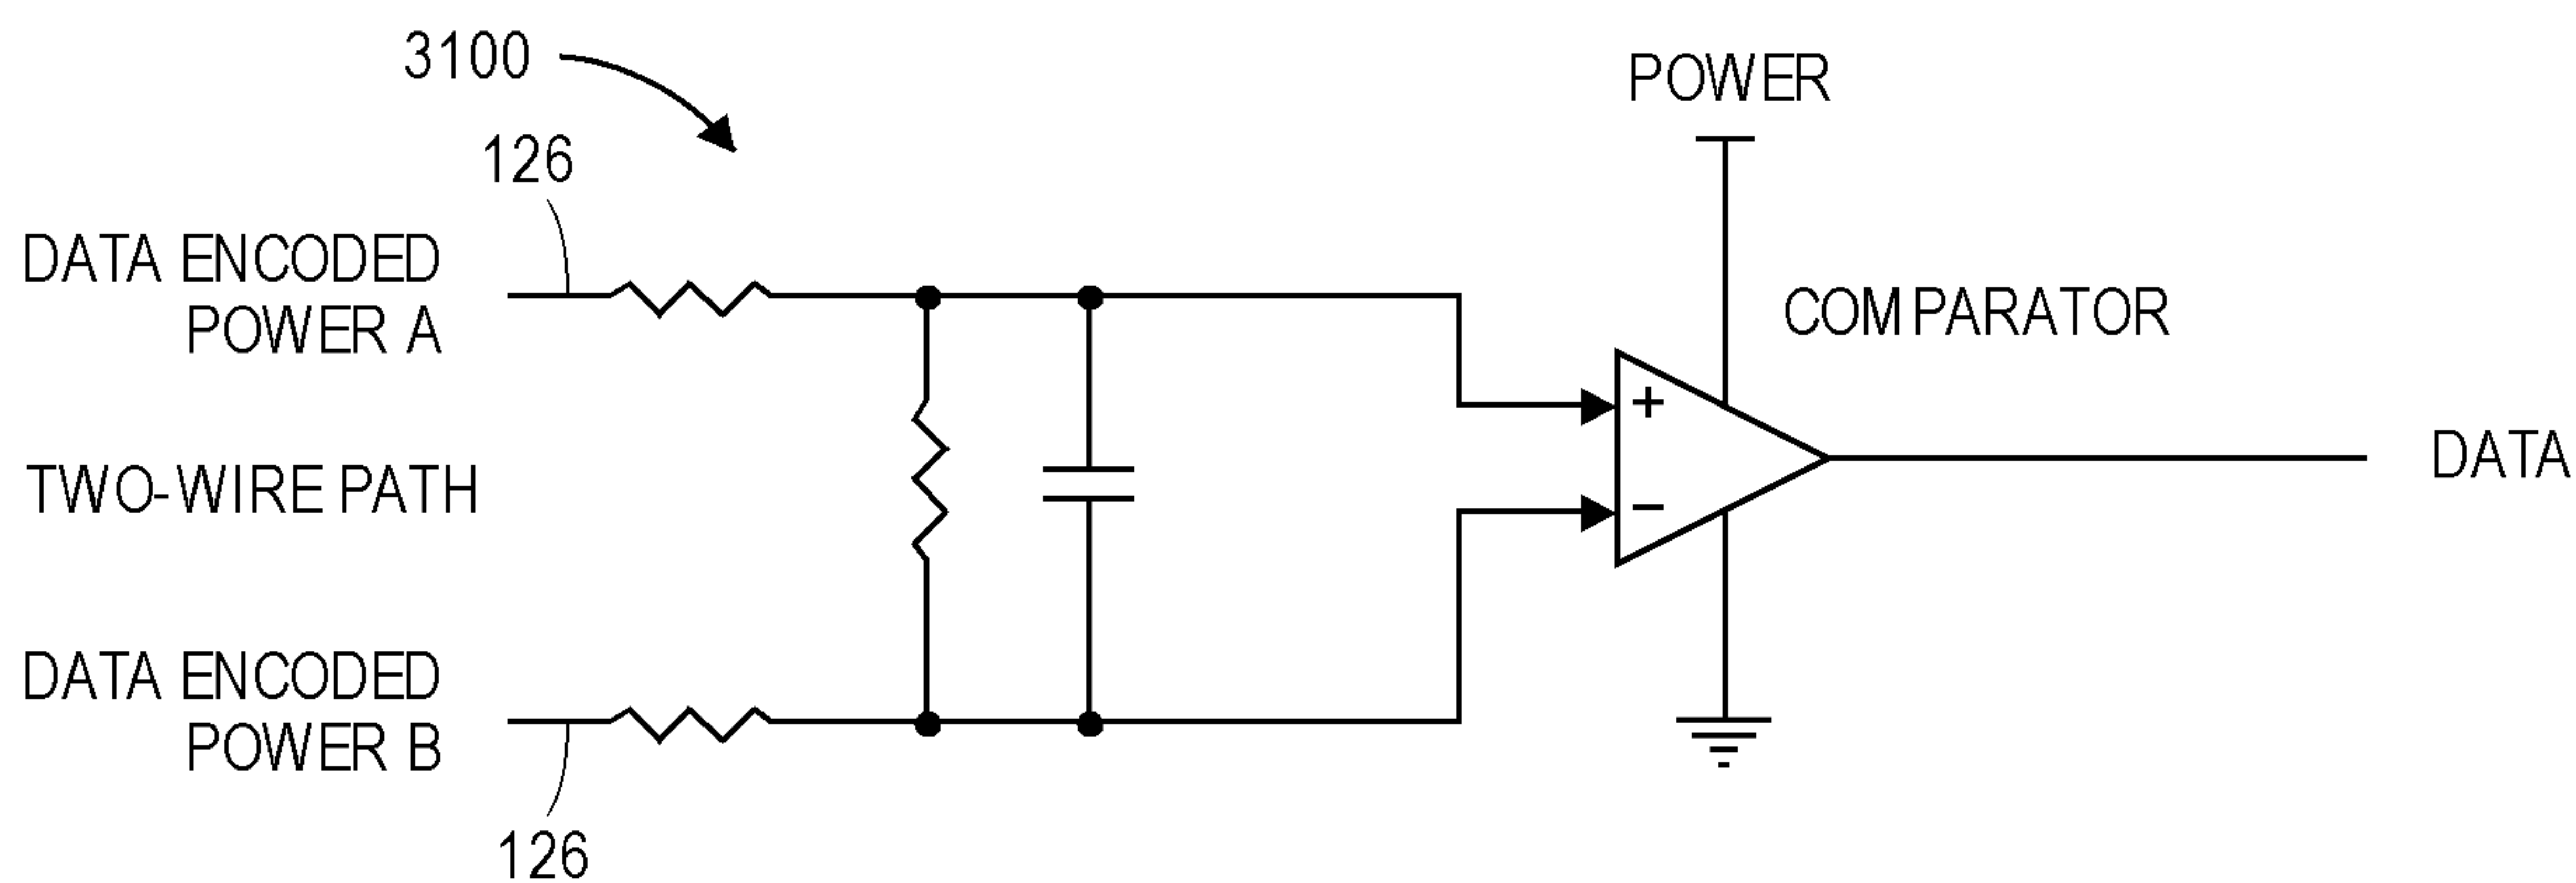 3100
POWER
126
DATA ENCODED
POWER A
COMPARATOR
+
TWO-WIRE PATH
DATA
−
DATA ENCODED
POWER B
126